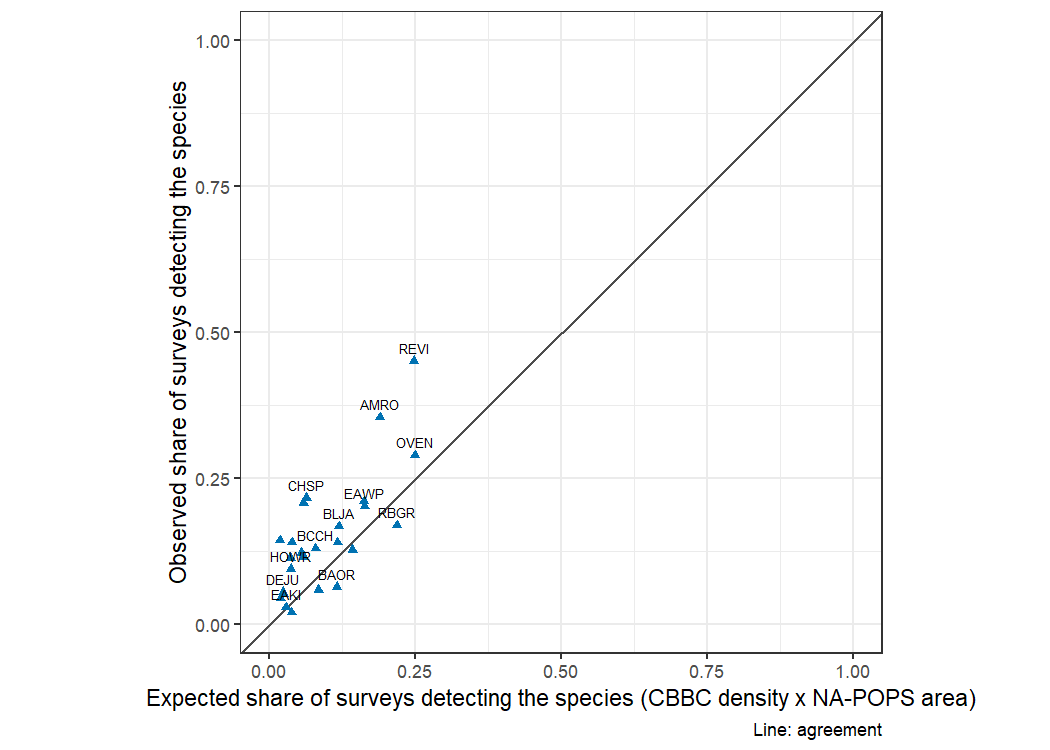 1.00
0.75
0.50
0.25
0.00
Observed share of surveys detecting the species
REVI
AMRO
OVEN
CHSP
EAWP
RBGR
BLJA
BCCH
HOWR
DEJU
BAOR
EAKI
0.00 0.25 0.50 0.75 1.00
Expected share of surveys detecting the species (CBBC density x NA-POPS area)
Line: agreement